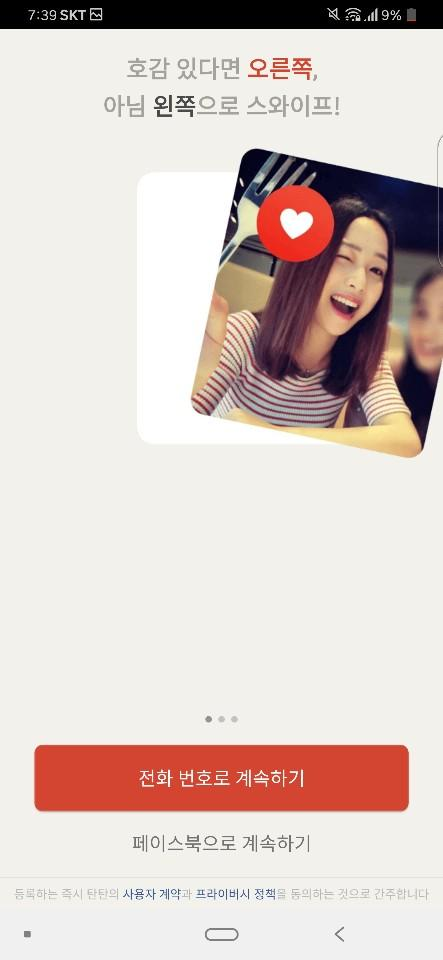 7:39 SKT 9%
호감 있다면 오른쪽,
아님 왼쪽으로 스와이프!
전화 번호로 계속하기
페이스북으로 계속하기
등록하는 즉시 탄탄의 사용자 계약과 프라이버시 정책을 동의하는 것으로 간주합니다